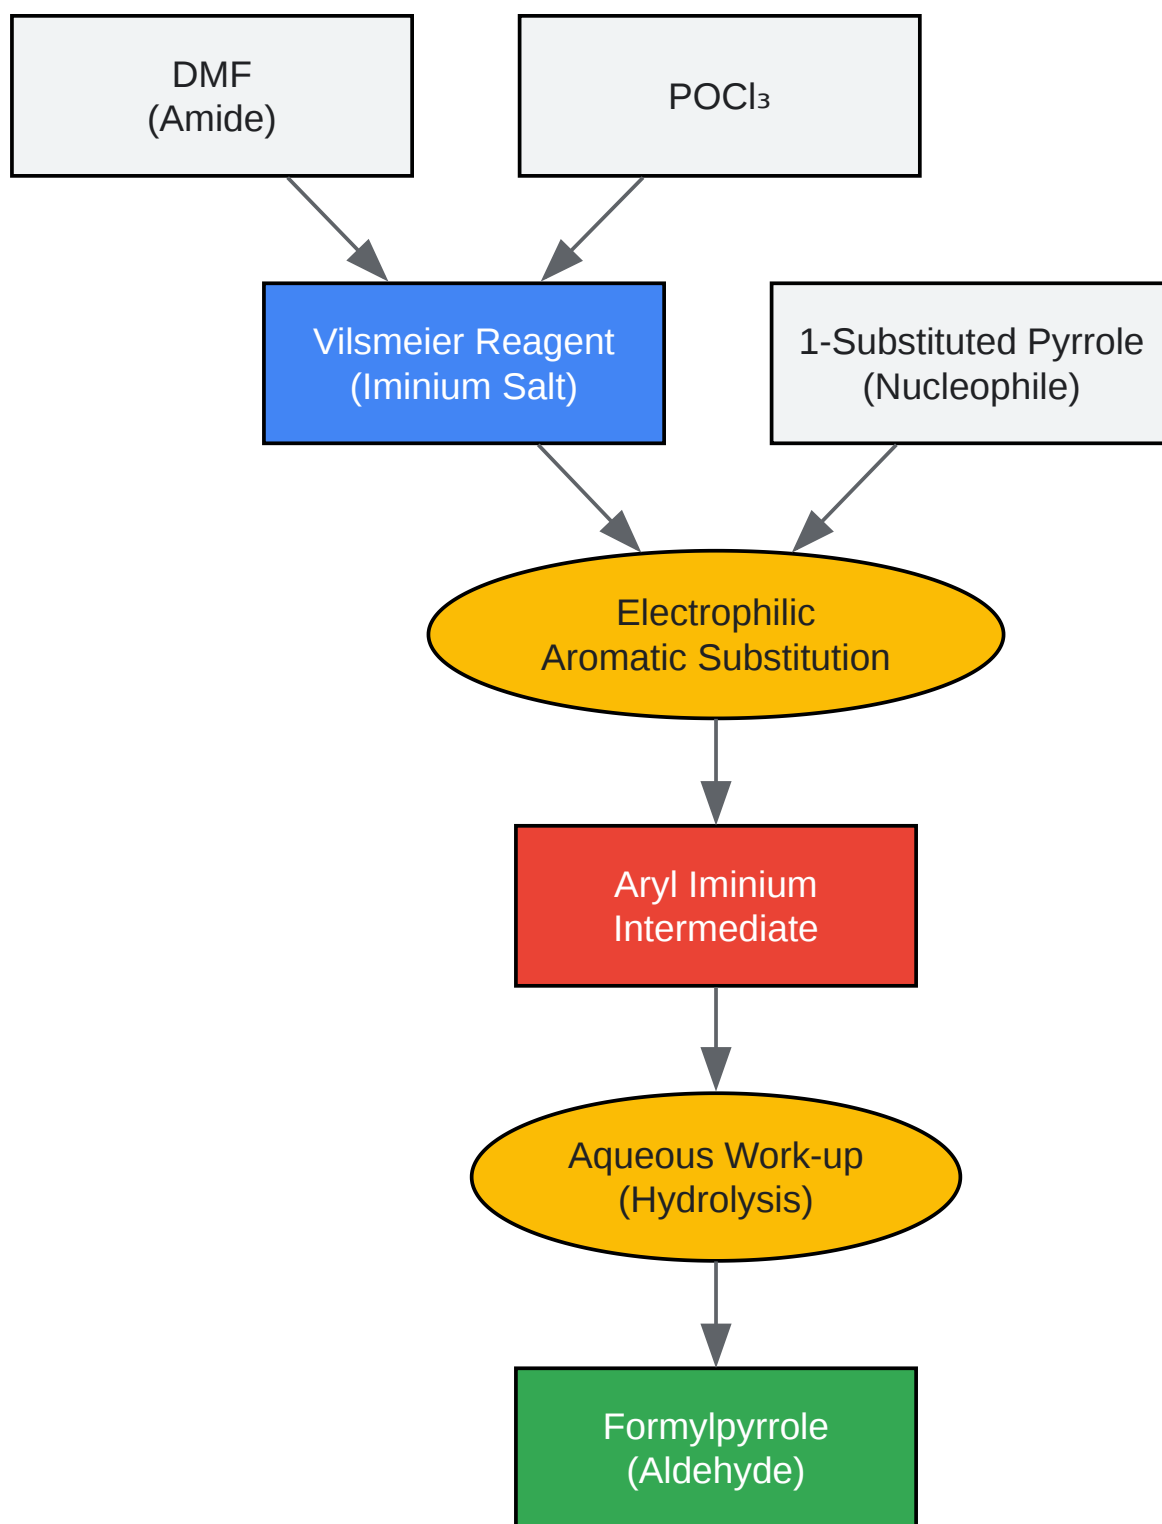 DMF
(Amide)
POCl₃
Vilsmeier Reagent
(Iminium Salt)
1-Substituted Pyrrole
(Nucleophile)
Electrophilic
Aromatic Substitution
Aryl Iminium
Intermediate
Aqueous Work-up
(Hydrolysis)
Formylpyrrole
(Aldehyde)